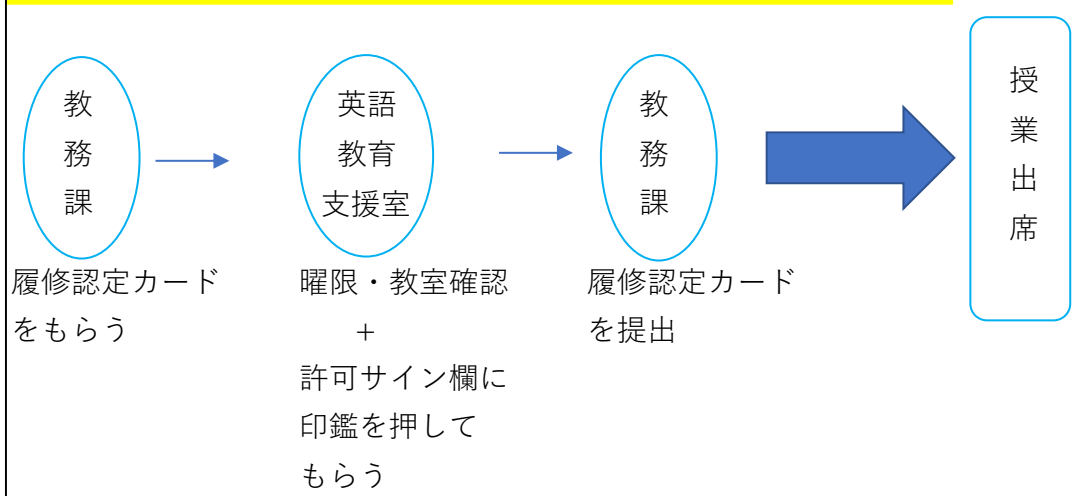 教務課
履修認定カード
をもらう
英語
教育
支援室
曜限・教室確認
+
許可サイン欄に
印鑑を押して
もらう
教務課
履修認定カード
を提出
授業出席